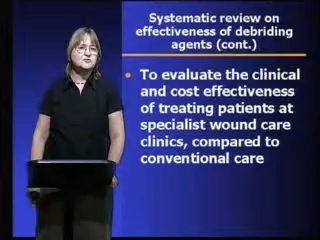 Systematic review on
effectiveness of debriding
agents (cont.)
• To evaluate the clinical
and cost effectiveness
of treating patients at
specialist wound care
clinics, compared to
conventional care